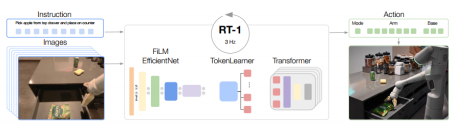 Instruction
Pick apple from top drawer and place on counter
Images
RT-1
3 Hz
FiLM
EfficientNet
TokenLearner
Transformer
Action
Mode Arm Base